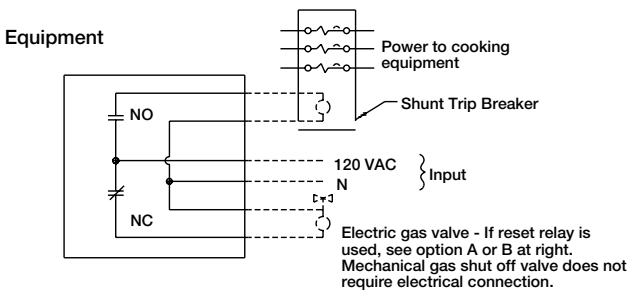 Equipment
Power to cooking
equipment
Shunt Trip Breaker
NO
120 VAC
N
Input
NC
Electric gas valve - If reset relay is
used, see option A or B at right.
Mechanical gas shut off valve does not
require electrical connection.